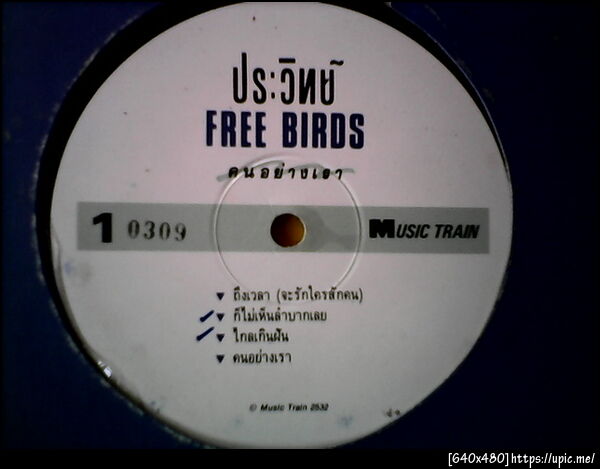 ประวิทย์
FREE BIRDS
คนอย่างเรา
1 0309 MUSIC TRAIN
▼ ถึงเวลา (จะรักใครสักคน)
▼ ก็ไม่เห็นลำบากเลย
▼ ไกลเกินฝัน
▼ คนอย่างเรา
© Music Train 2532
[640x480]https://upic.me/